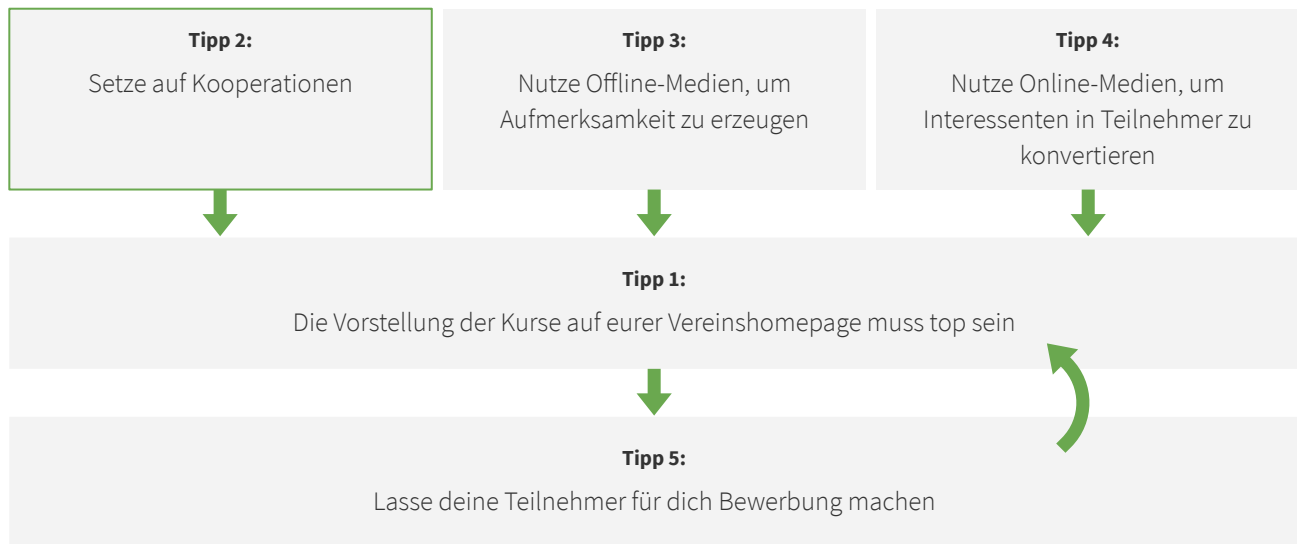 Tipp 2:
Setze auf Kooperationen
Tipp 3:
Nutze Offline-Medien, um
Aufmerksamkeit zu erzeugen
Tipp 4:
Nutze Online-Medien, um
Interessenten in Teilnehmer zu
konvertieren
Tipp 1:
Die Vorstellung der Kurse auf eurer Vereinshomepage muss top sein
Tipp 5:
Lasse deine Teilnehmer für dich Bewerbung machen